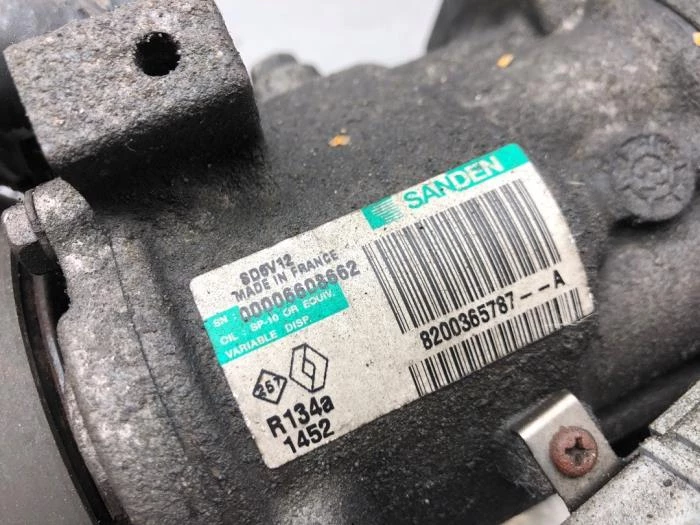 SANDEN
SD6V12
MADE IN FRANCE
SN : 00006608662
OIL : SP-10 OR EQUIV.
VARIABLE DISP.
8200365787--A
257
R134a
1452